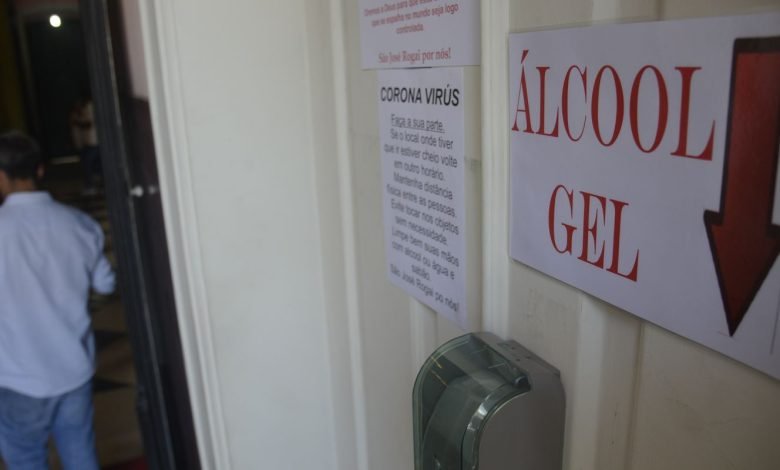 Oremos a Deus para que este
que se espalha no mundo seja logo
controlada.
São José Rogai por nós!
CORONA VIRÚS
Faça a sua parte.
Se o local onde tiver
que ir estiver cheio volte
em outro horário.
Mantenha distância
física entre as pessoas.
Evite tocar nos objetos
sem necessidade.
Limpe bem suas mãos
com álcool ou água e
sabão.
São José Rogai po nós!
ÁLCOOL
GEL